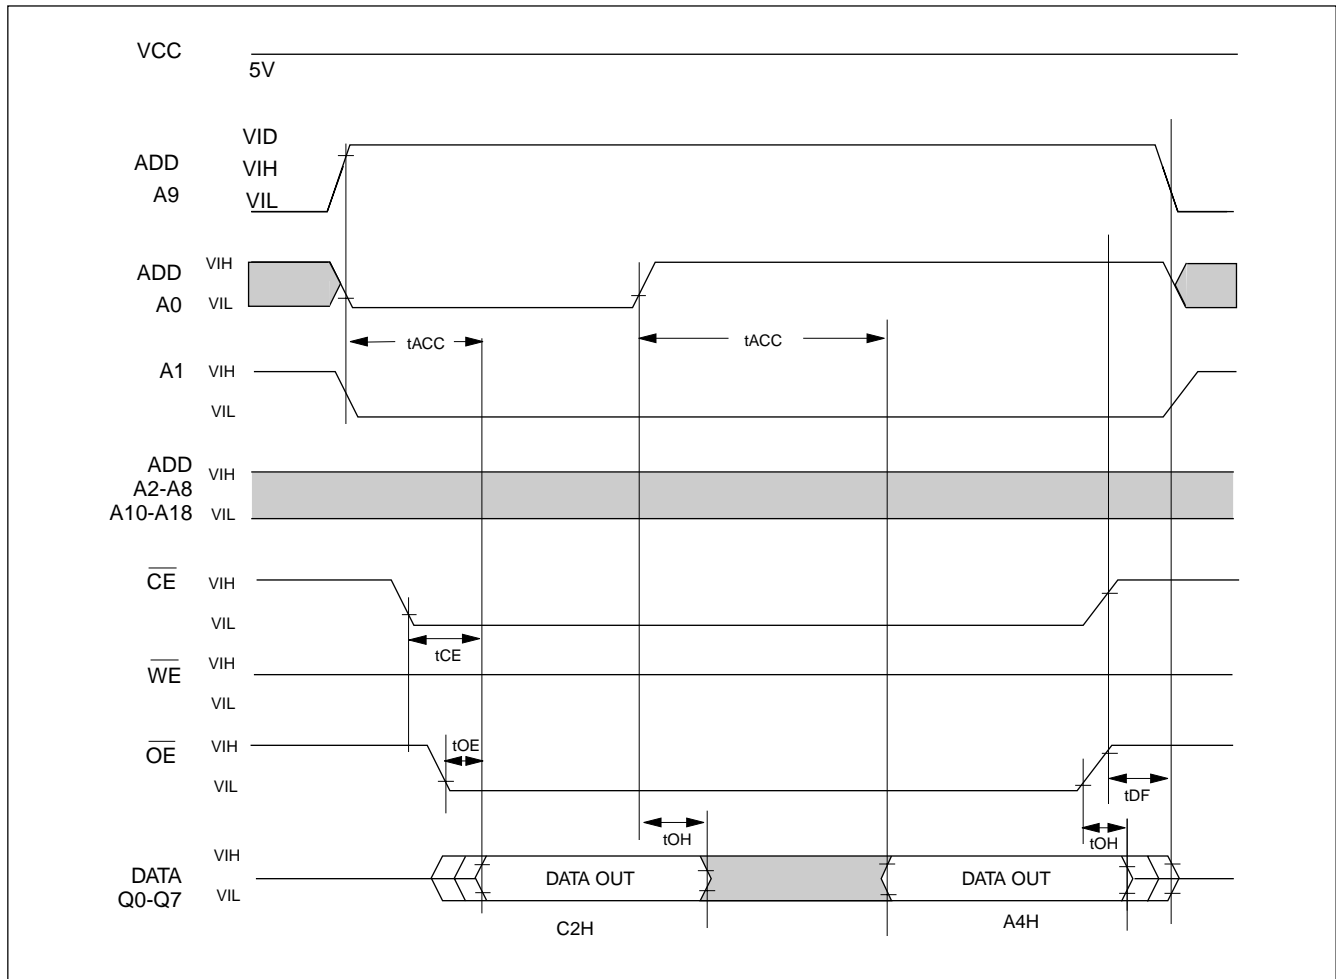 VCC
5V
ADD
A9
VID
VIH
VIL
ADD
A0
VIH
VIL
tACC
tACC
A1
VIH
VIL
ADD
A2-A8
A10-A18
VIH
VIL
CE
VIH
VIL
tCE
WE
VIH
VIL
OE
VIH
VIL
tOE
tDF
tOH
tOH
DATA
Q0-Q7
VIH
VIL
DATA OUT
DATA OUT
C2H
A4H